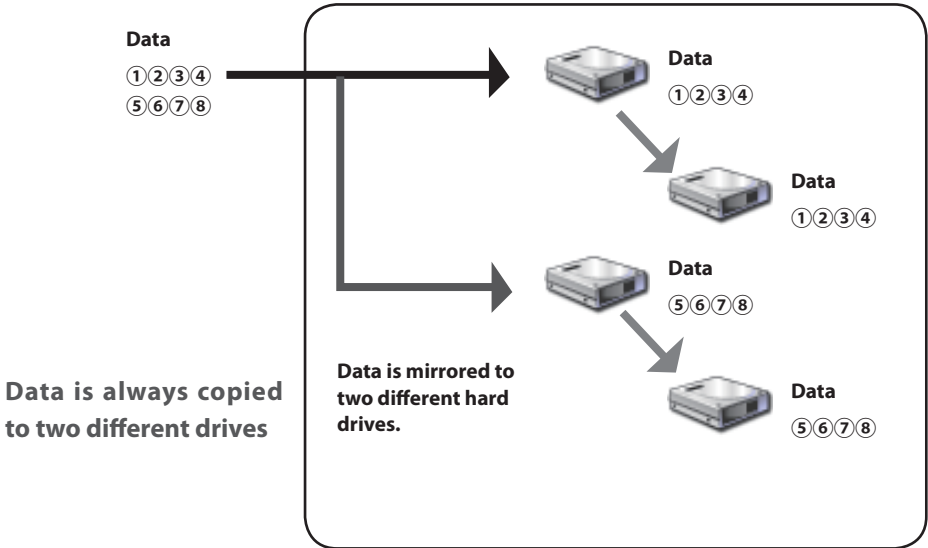 Data
①②③④
⑤⑥⑦⑧
Data
①②③④
Data
①②③④
Data
⑤⑥⑦⑧
Data
⑤⑥⑦⑧
Data is mirrored to
two different hard
drives.
Data is always copied
to two different drives